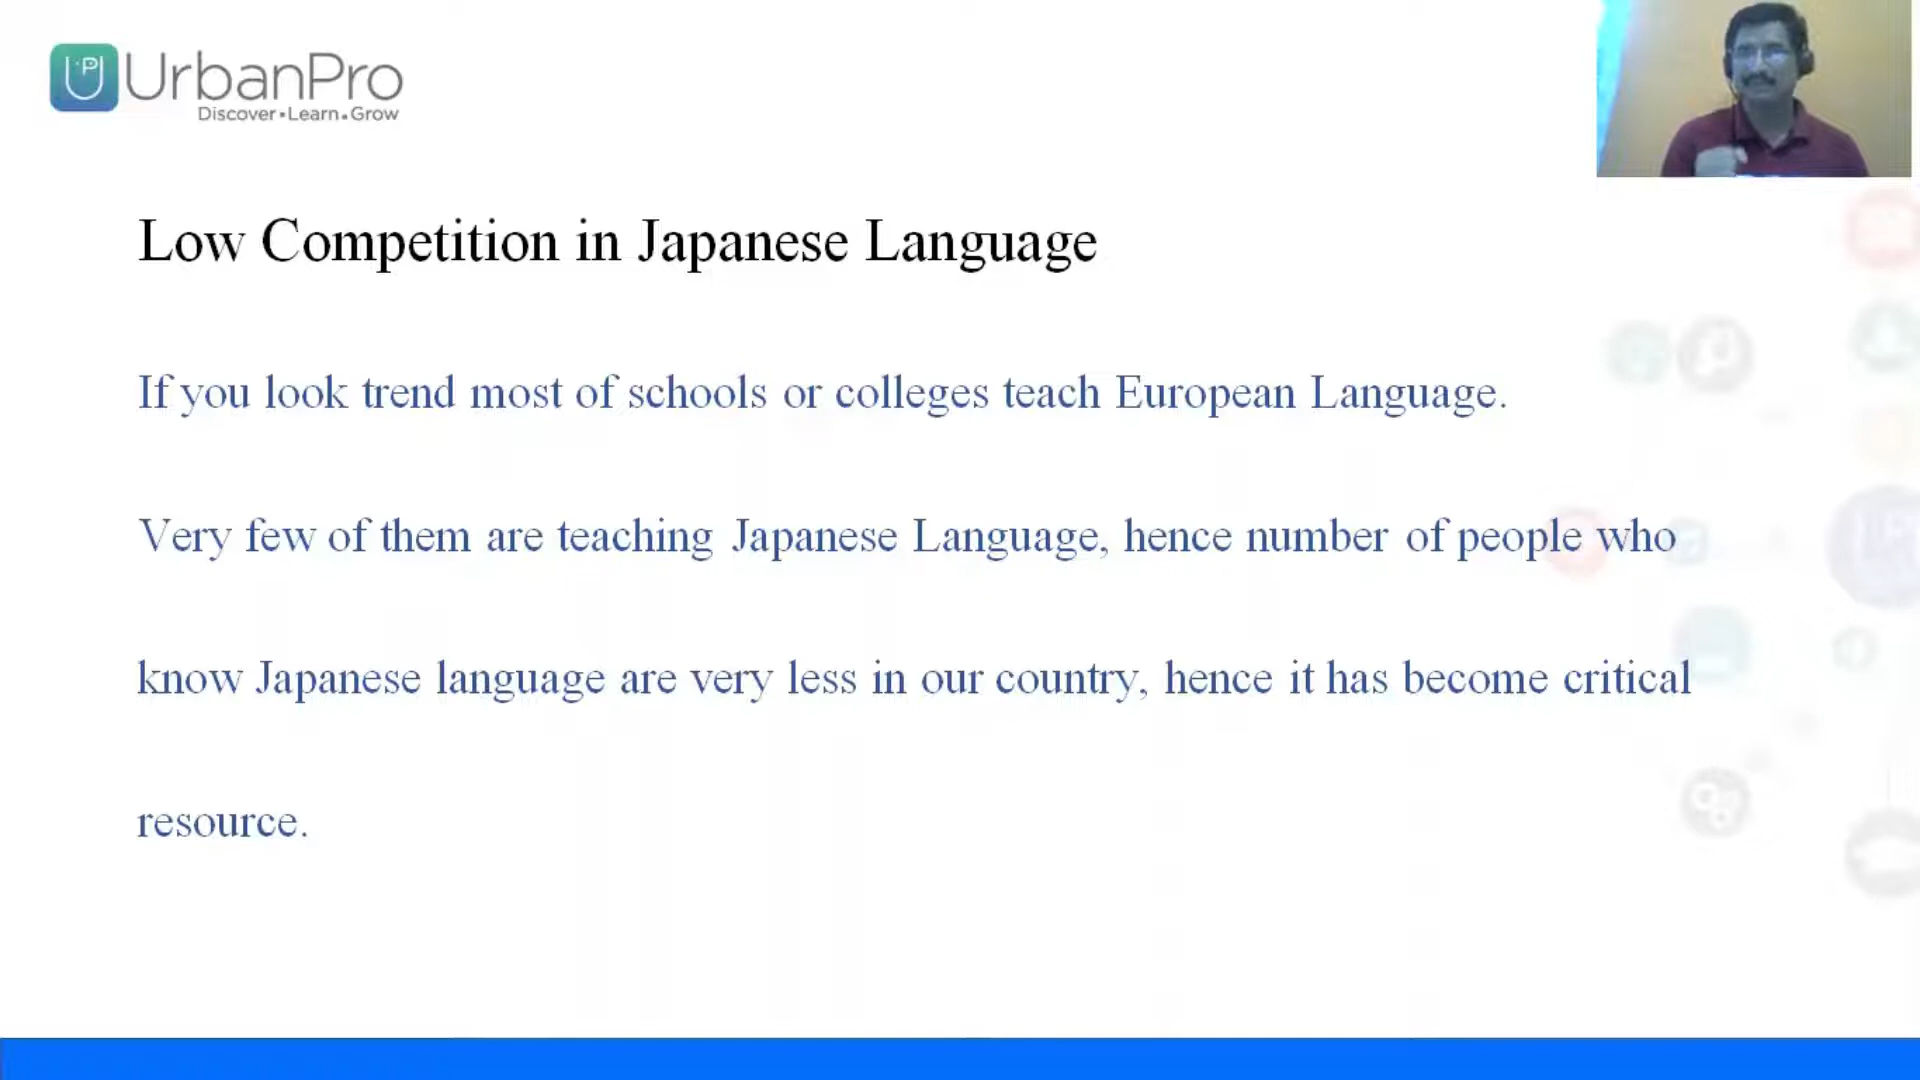 UrbanPro
Discover•Learn•Grow
Low Competition in Japanese Language
If you look trend most of schools or colleges teach European Language.
Very few of them are teaching Japanese Language, hence number of people who
know Japanese language are very less in our country, hence it has become critical
resource.